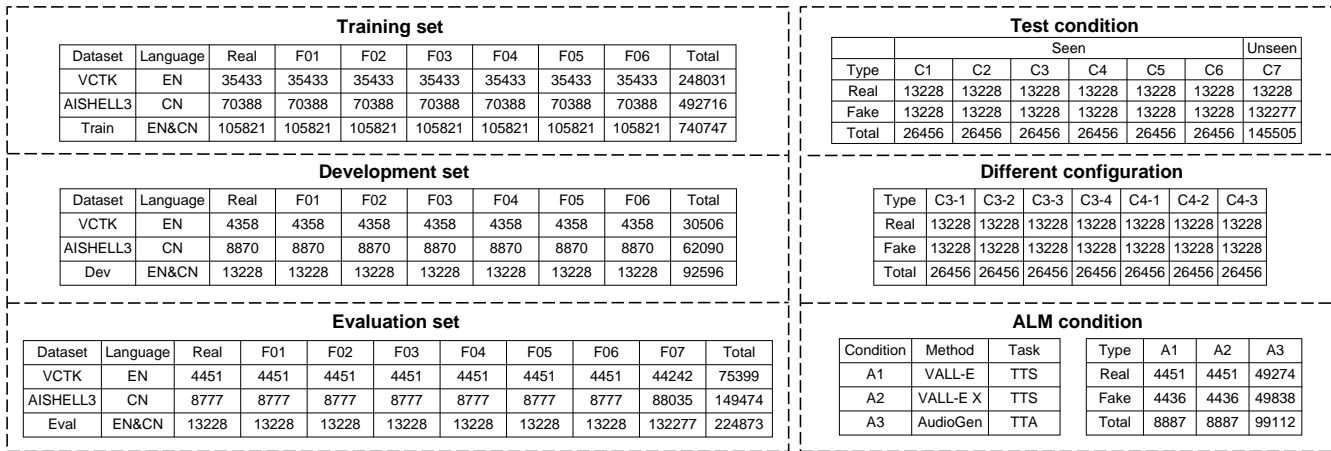 Training set
Dataset Language Real F01 F02 F03 F04 F05 F06 Total
VCTK EN 35433 35433 35433 35433 35433 35433 35433 248031
AISHELL3 CN 70388 70388 70388 70388 70388 70388 70388 492716
Train EN&CN 105821 105821 105821 105821 105821 105821 105821 740747
Development set
Dataset Language Real F01 F02 F03 F04 F05 F06 Total
VCTK EN 4358 4358 4358 4358 4358 4358 4358 30506
AISHELL3 CN 8870 8870 8870 8870 8870 8870 8870 62090
Dev EN&CN 13228 13228 13228 13228 13228 13228 13228 92596
Evaluation set
Dataset Language Real F01 F02 F03 F04 F05 F06 F07 Total
VCTK EN 4451 4451 4451 4451 4451 4451 4451 44242 75399
AISHELL3 CN 8777 8777 8777 8777 8777 8777 8777 88035 149474
Eval EN&CN 13228 13228 13228 13228 13228 13228 13228 132277 224873
Test condition
Seen Unseen
Type C1 C2 C3 C4 C5 C6 C7
Real 13228 13228 13228 13228 13228 13228 13228
Fake 13228 13228 13228 13228 13228 13228 132277
Total 26456 26456 26456 26456 26456 26456 145505
Different configuration
Type C3-1 C3-2 C3-3 C3-4 C4-1 C4-2 C4-3
Real 13228 13228 13228 13228 13228 13228 13228
Fake 13228 13228 13228 13228 13228 13228 13228
Total 26456 26456 26456 26456 26456 26456 26456
ALM condition
Condition Method Task
A1 VALL-E TTS
A2 VALL-E X TTS
A3 AudioGen TTA
Type A1 A2 A3
Real 4451 4451 49274
Fake 4436 4436 49838
Total 8887 8887 99112